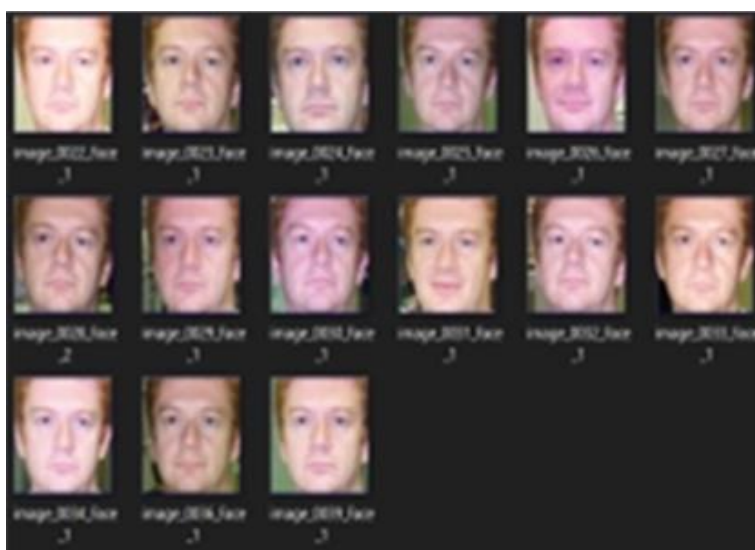 image_0022_face
_1
image_0023_face
_1
image_0024_face
_1
image_0025_face
_1
image_0026_face
_1
image_0027_face
_1
image_0028_face
_2
image_0029_face
_1
image_0030_face
_1
image_0031_face
_1
image_0032_face
_1
image_0033_face
_1
image_0034_face
_1
image_0036_face
_1
image_0039_face
_1